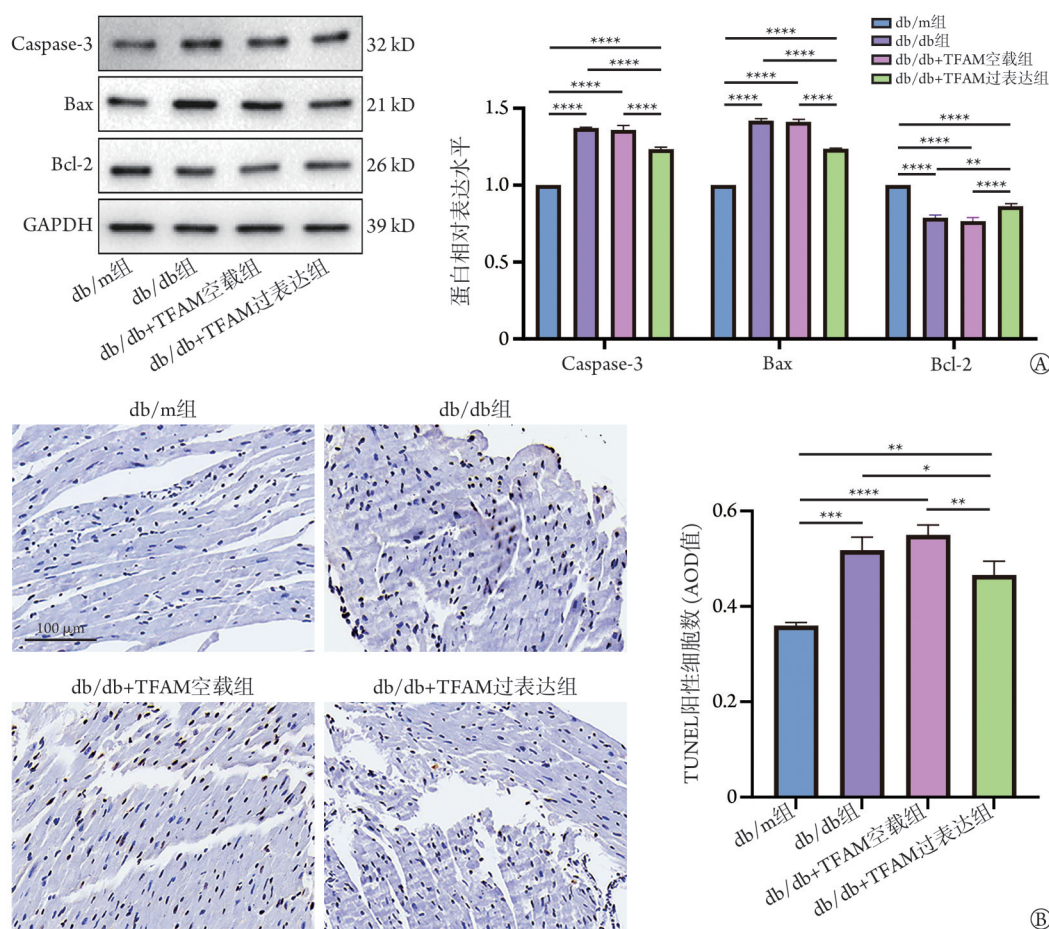 Caspase-3
32 kD
Bax
21 kD
Bcl-2
26 kD
GAPDH
39 kD
db/m组
db/db组
db/db+TFAM空载组
db/db+TFAM过表达组
db/m组
db/db组
db/db+TFAM空载组
db/db+TFAM过表达组
蛋白相对表达水平
1.5
1.0
0.5
0
**** **** **** **** ****
**** **** **** **** ****
**** **** **** ** ****
Caspase-3
Bax
Bcl-2
Ⓐ
db/m组
db/db组
100 μm
db/db+TFAM空载组
db/db+TFAM过表达组
TUNEL阳性细胞数 (AOD值)
0.6
0.4
0.2
0
**
*
****
**
***
db/m组
db/db组
db/db+TFAM空载组
db/db+TFAM过表达组
Ⓑ